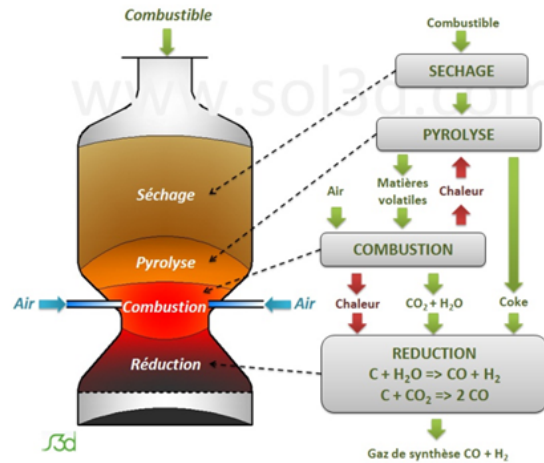 Combustible
Séchage
Pyrolyse
Air
Combustion
Air
Réduction
S3d
www.sol3d.com
Combustible
SECHAGE
PYROLYSE
Air
Matières
volatiles
Chaleur
COMBUSTION
Chaleur
CO₂ + H₂O
Coke
REDUCTION
C + H₂O => CO + H₂
C + CO₂ => 2 CO
Gaz de synthèse CO + H₂